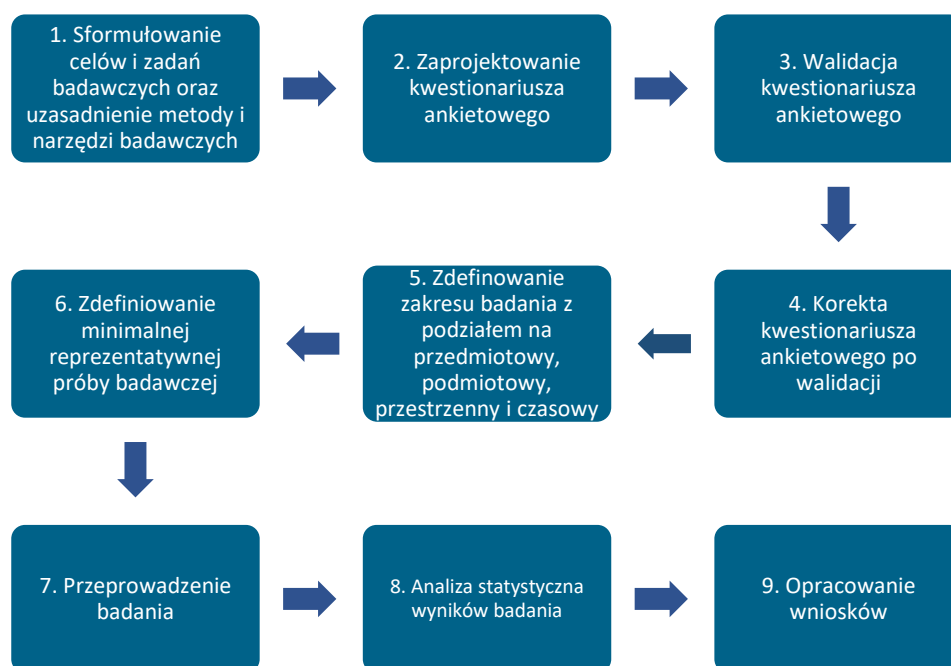 1. Sformułowanie
celów i zadań
badawczych oraz
uzasadnienie metody i
narzędzi badawczych
2. Zaprojektowanie
kwestionariusza
ankietowego
3. Walidacja
kwestionariusza
ankietowego
4. Korekta
kwestionariusza
ankietowego po
walidacji
5. Zdefinowanie
zakresu badania z
podziałem na
przedmiotowy,
podmiotowy,
przestrzenny i czasowy
6. Zdefiniowanie
minimalnej
reprezentatywnej
próby badawczej
7. Przeprowadzenie
badania
8. Analiza statystyczna
wyników badania
9. Opracowanie
wniosków